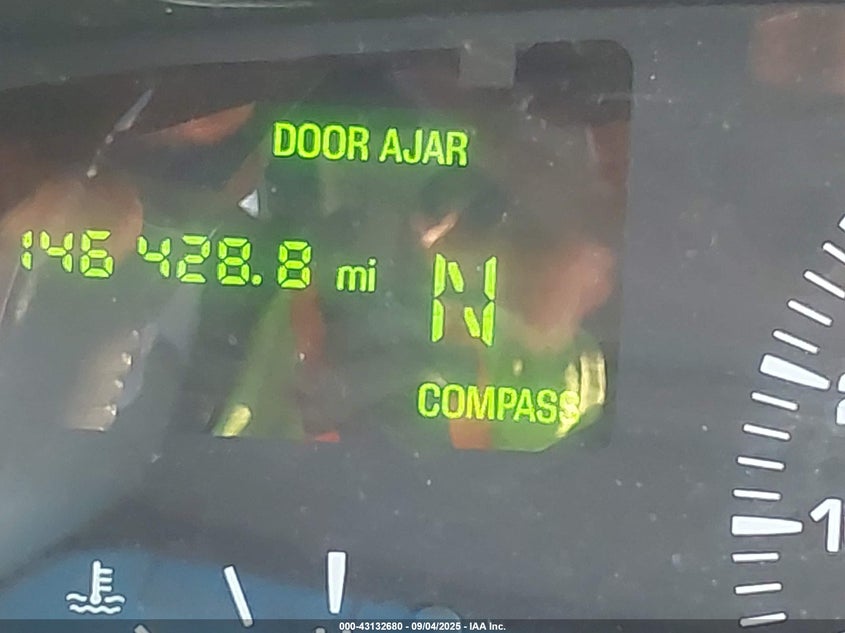 DOOR AJAR
146 428.8 mi
N
COMPASS
1
000-43132680 - 09/04/2025 - IAA Inc.